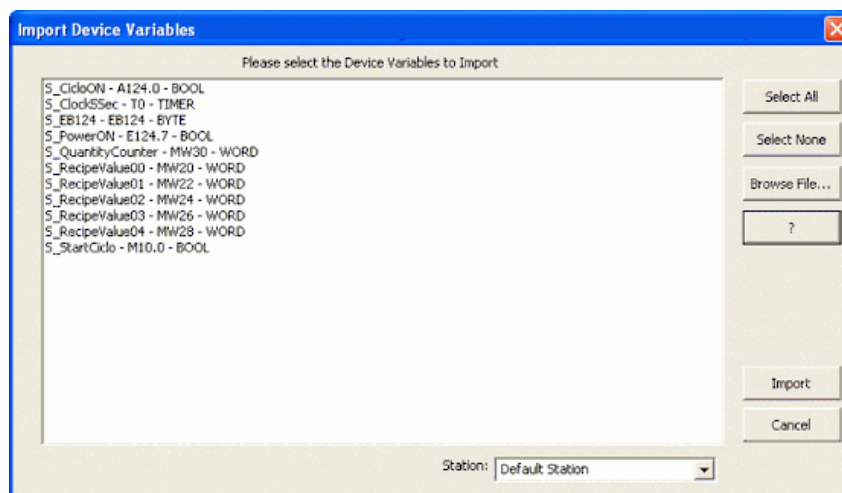 Import Device Variables
Please select the Device Variables to Import
S_CicloON - A124.0 - BOOL
S_Clock5Sec - T0 - TIMER
S_EB124 - EB124 - BYTE
S_PowerON - E124.7 - BOOL
S_QuantityCounter - MW30 - WORD
S_RecipeValue00 - MW20 - WORD
S_RecipeValue01 - MW22 - WORD
S_RecipeValue02 - MW24 - WORD
S_RecipeValue03 - MW26 - WORD
S_RecipeValue04 - MW28 - WORD
S_StartCiclo - M10.0 - BOOL
Select All
Select None
Browse File...
?
Import
Cancel
Station: Default Station